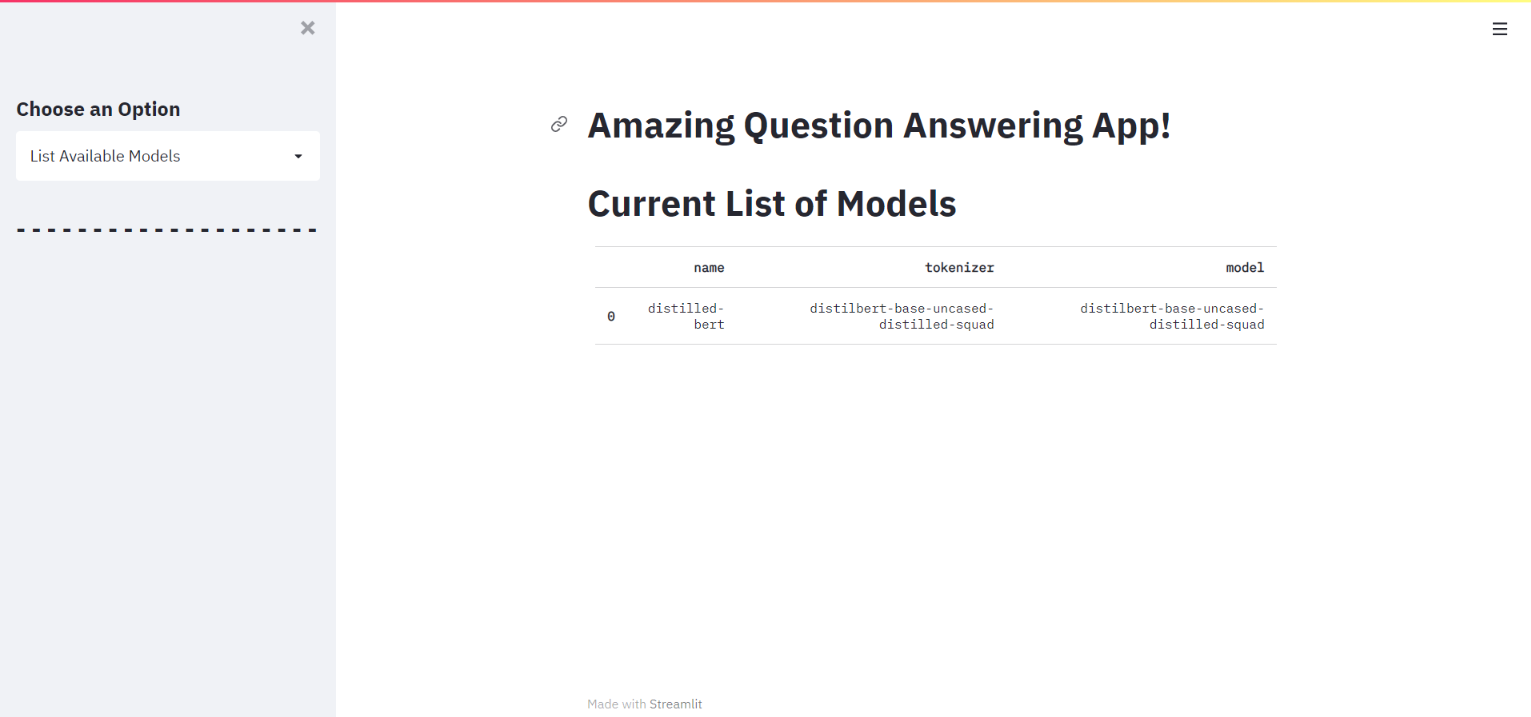 Choose an Option
List Available Models
- - - - - - - - - - - - - - - - - - - -
Amazing Question Answering App!
Current List of Models
name tokenizer model
0 distilled- distilbert-base-uncased- distilbert-base-uncased-
bert distilled-squad distilled-squad
Made with Streamlit